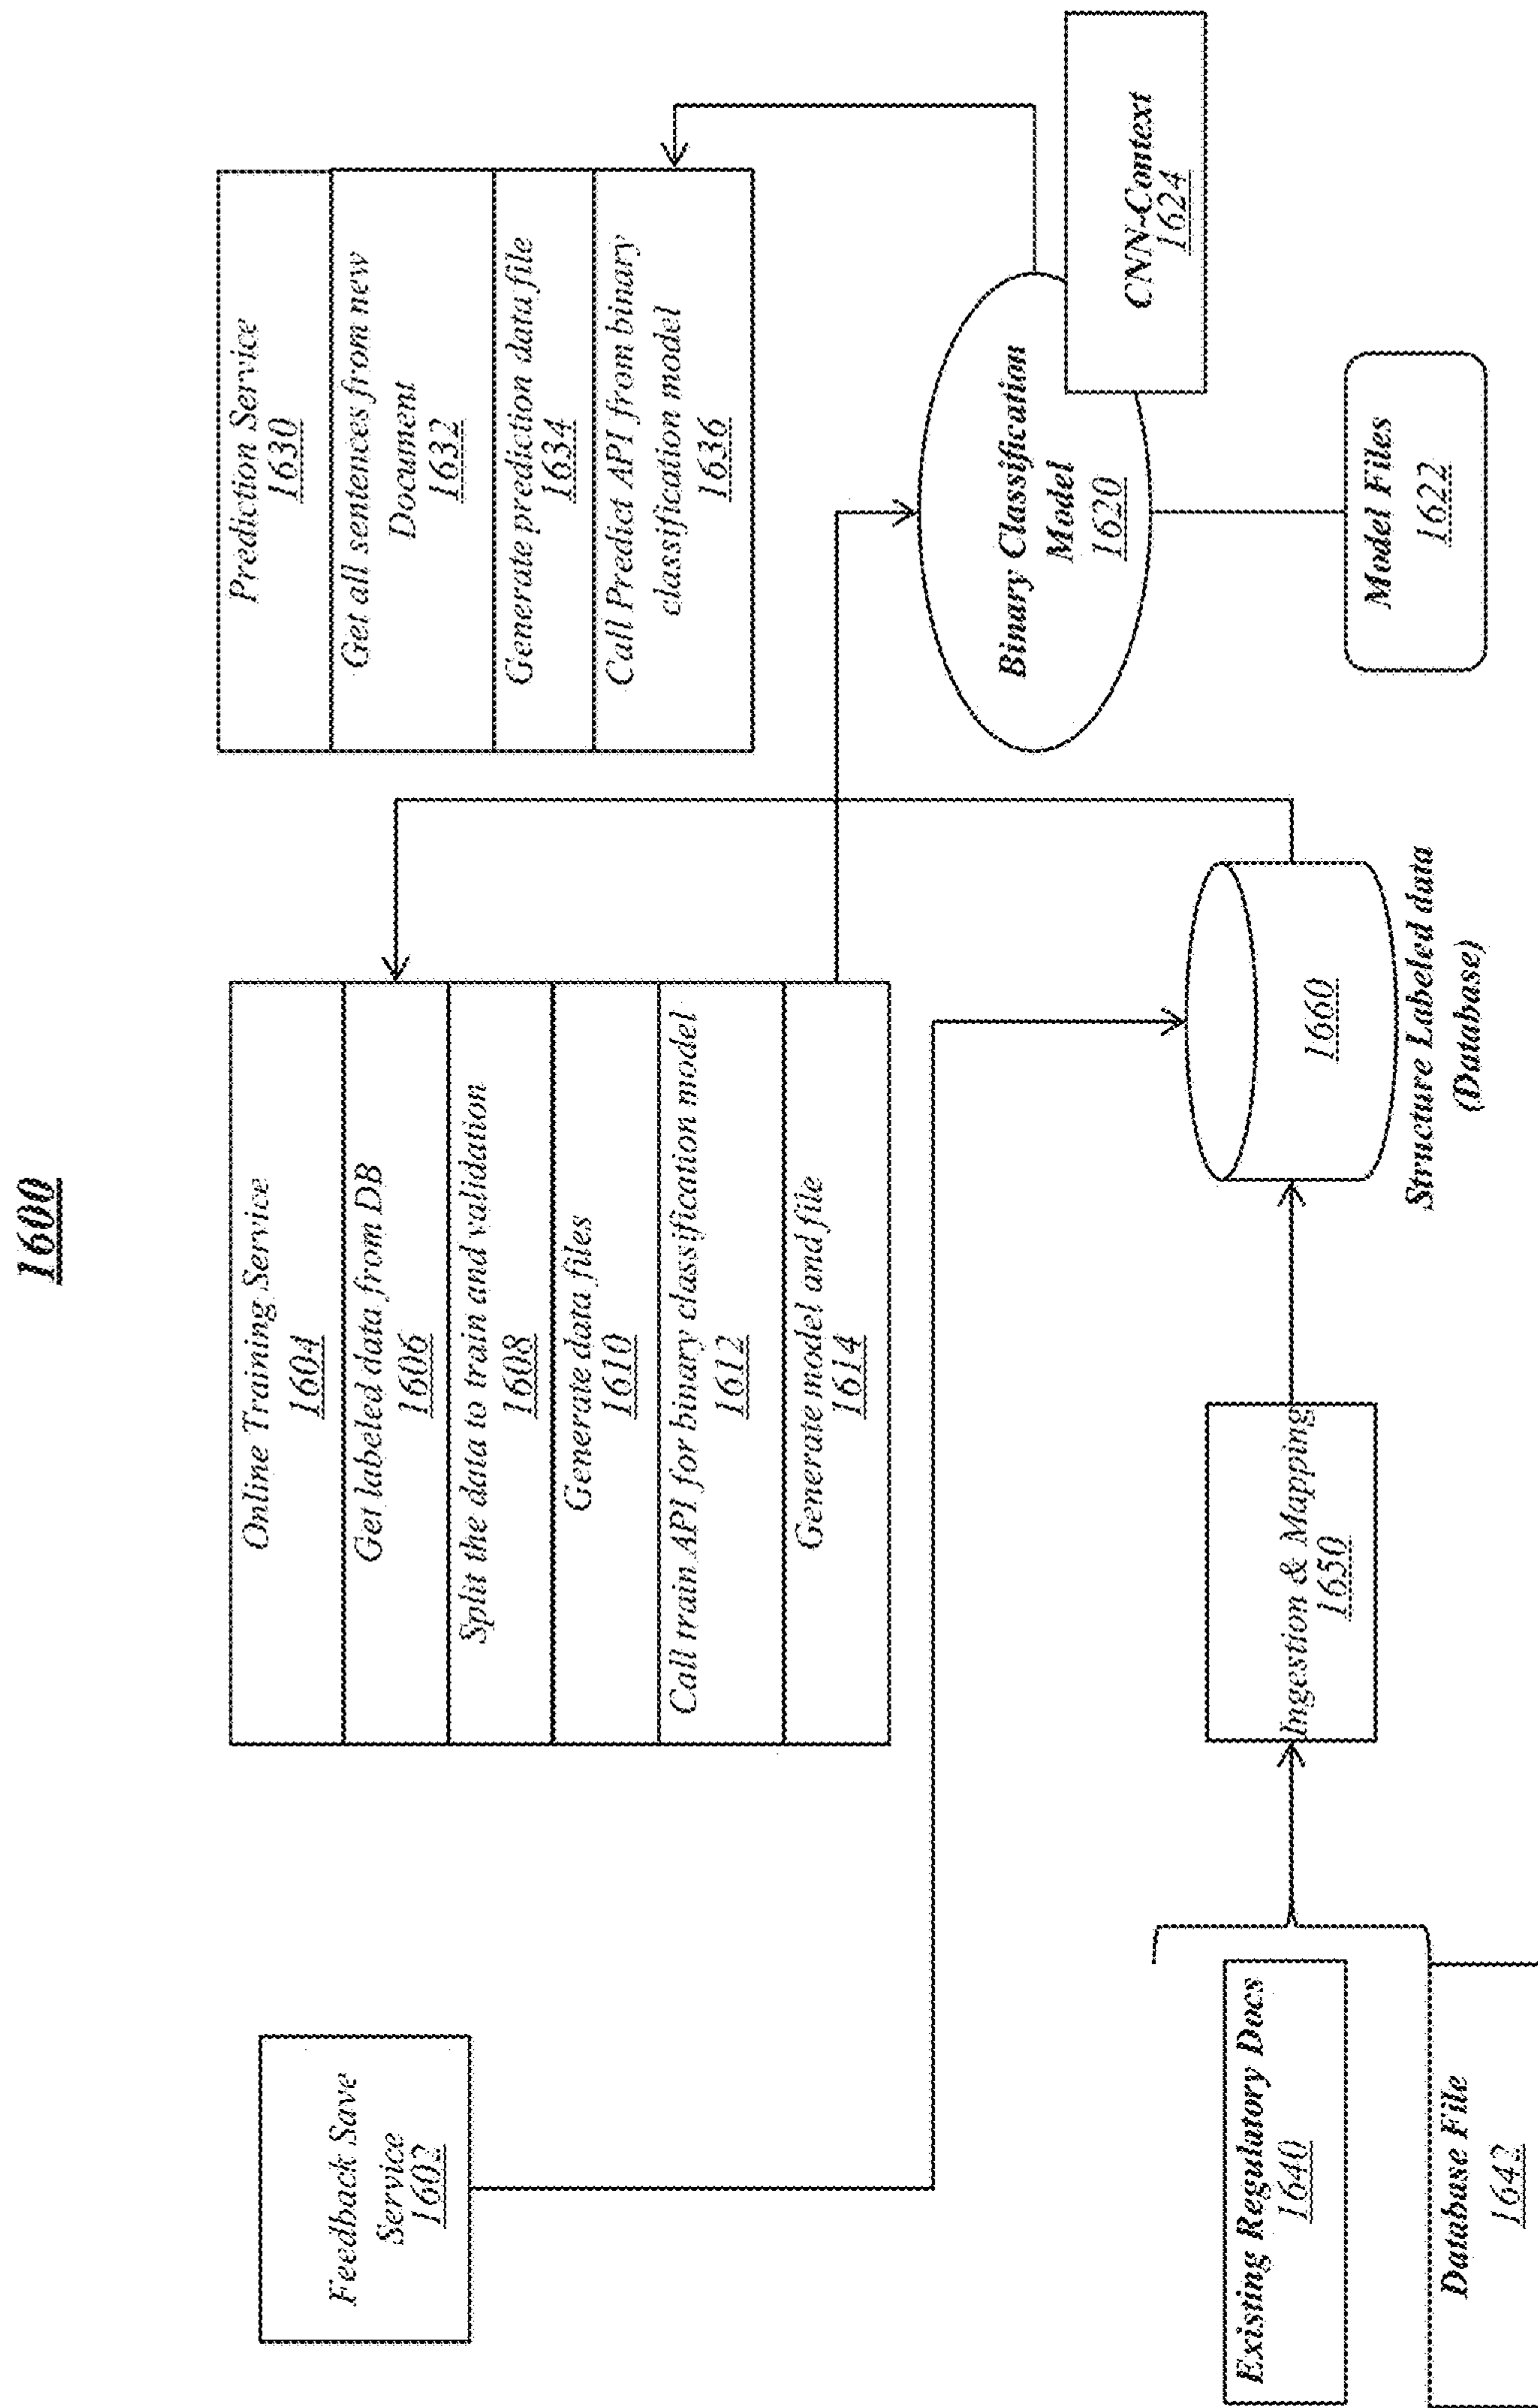 1600
Feedback Save
Service
1602
Online Training Service
1604
Get labeled data from DB
1606
Split the data to train and validation
1608
Generate data files
1610
Call train API for binary classification model
1612
Generate model and file
1614
Prediction Service
1630
Get all sentences from new
Document
1632
Generate prediction data file
1634
Call Predict API from binary
classification model
1636
Existing Regulatory Docs
1640
Database File
1642
Ingestion & Mapping
1650
1660
Structure Labeled data
(Database)
Binary Classification
Model
1620
CNN-Context
1624
Model Files
1622